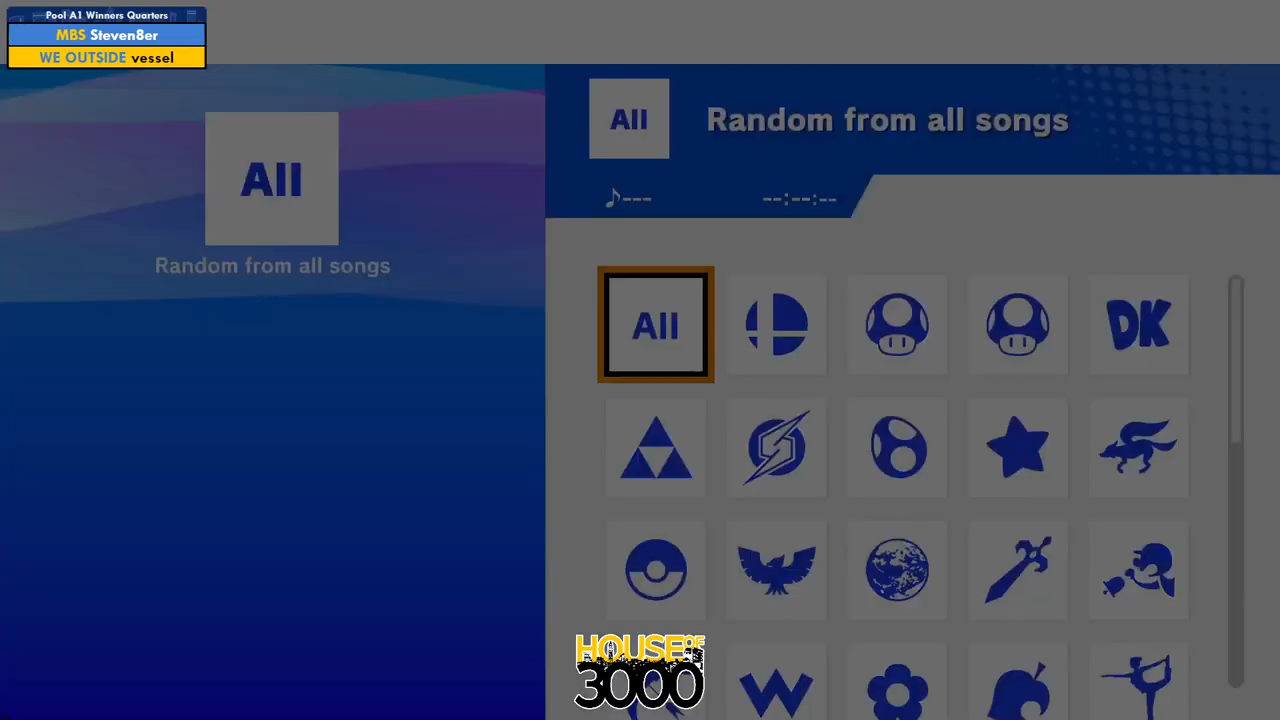 Pool A1 Winners Quarters
MBS Steven8er
WE OUTSIDE vessel
All
Random from all songs
All
Random from all songs
♪---
--:--:--
All
DK
HOUSE OF
3000